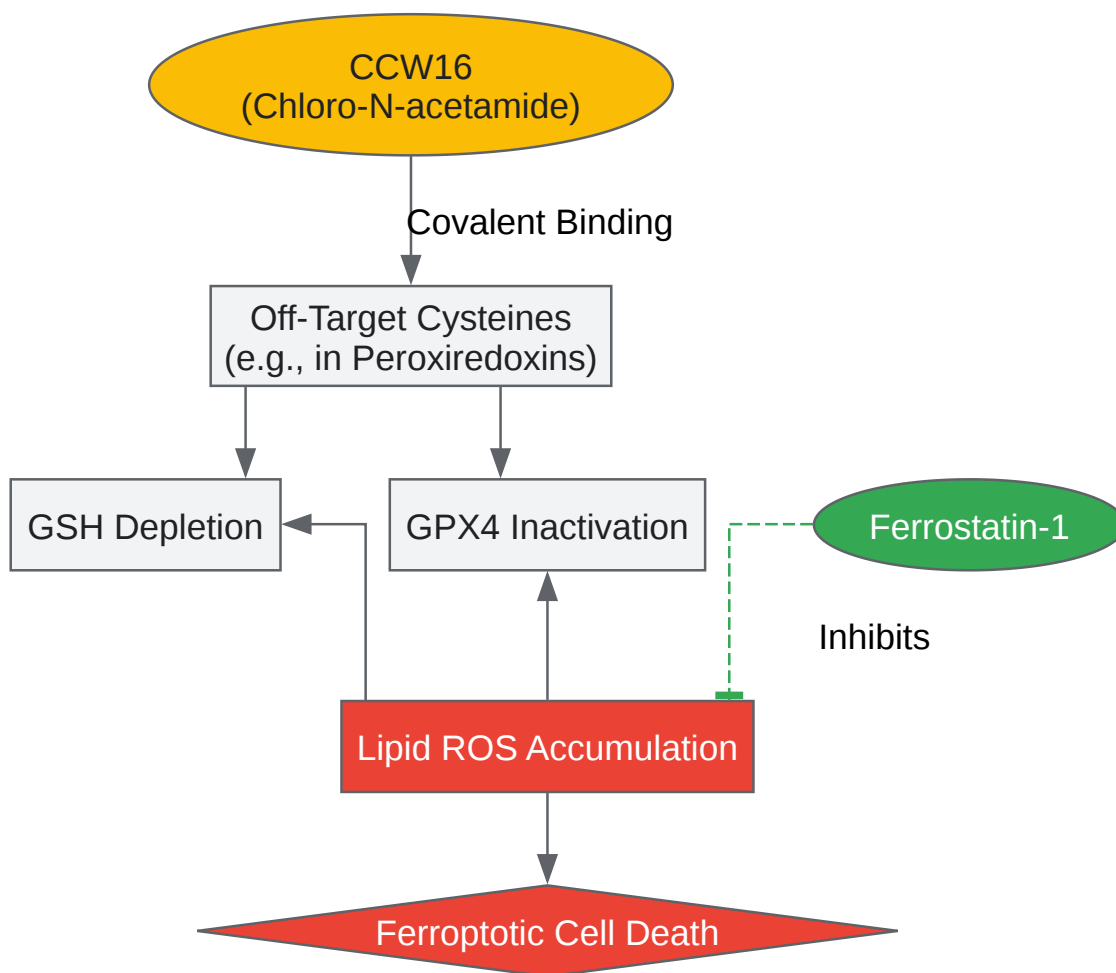 CCW16
(Chloro-N-acetamide)
Covalent Binding
Off-Target Cysteines
(e.g., in Peroxiredoxins)
GSH Depletion
GPX4 Inactivation
Ferrostatin-1
Inhibits
Lipid ROS Accumulation
Ferroptotic Cell Death